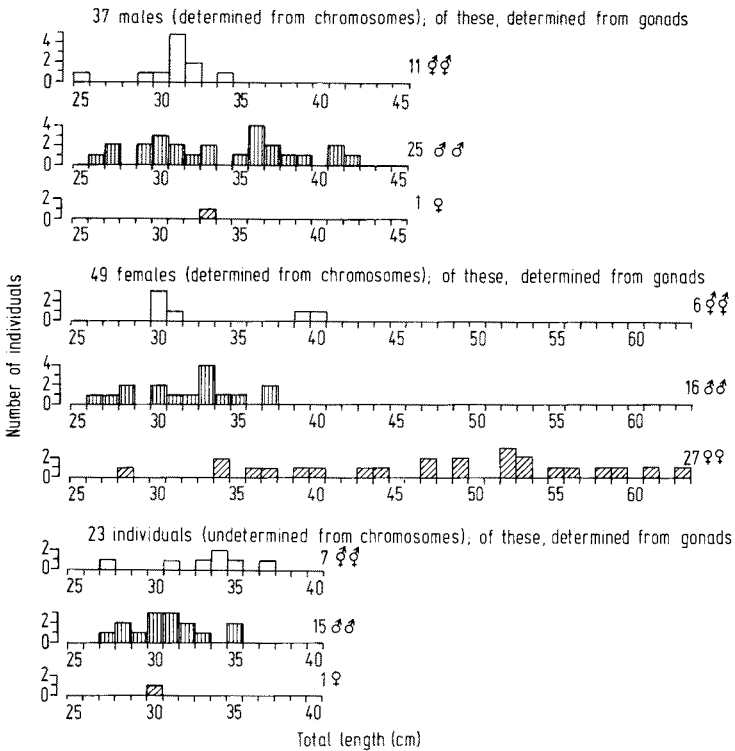 37 males (determined from chromosomes); of these, determined from gonads
4
2
0
11 ⚥⚥
25 30 35 40 45
4
2
0
25 ♂♂
25 30 35 40 45
2
0
1 ♀
25 30 35 40 45
Number of individuals
49 females (determined from chromosomes); of these, determined from gonads
2
0
6 ⚥⚥
25 30 35 40 45 50 55 60
4
2
0
16 ♂♂
25 30 35 40 45 50 55 60
2
0
27 ♀♀
25 30 35 40 45 50 55 60
23 individuals (undetermined from chromosomes); of these, determined from gonads
2
0
7 ⚥⚥
25 30 35 40
2
0
15 ♂♂
25 30 35 40
2
0
1 ♀
25 30 35 40
Total length (cm)